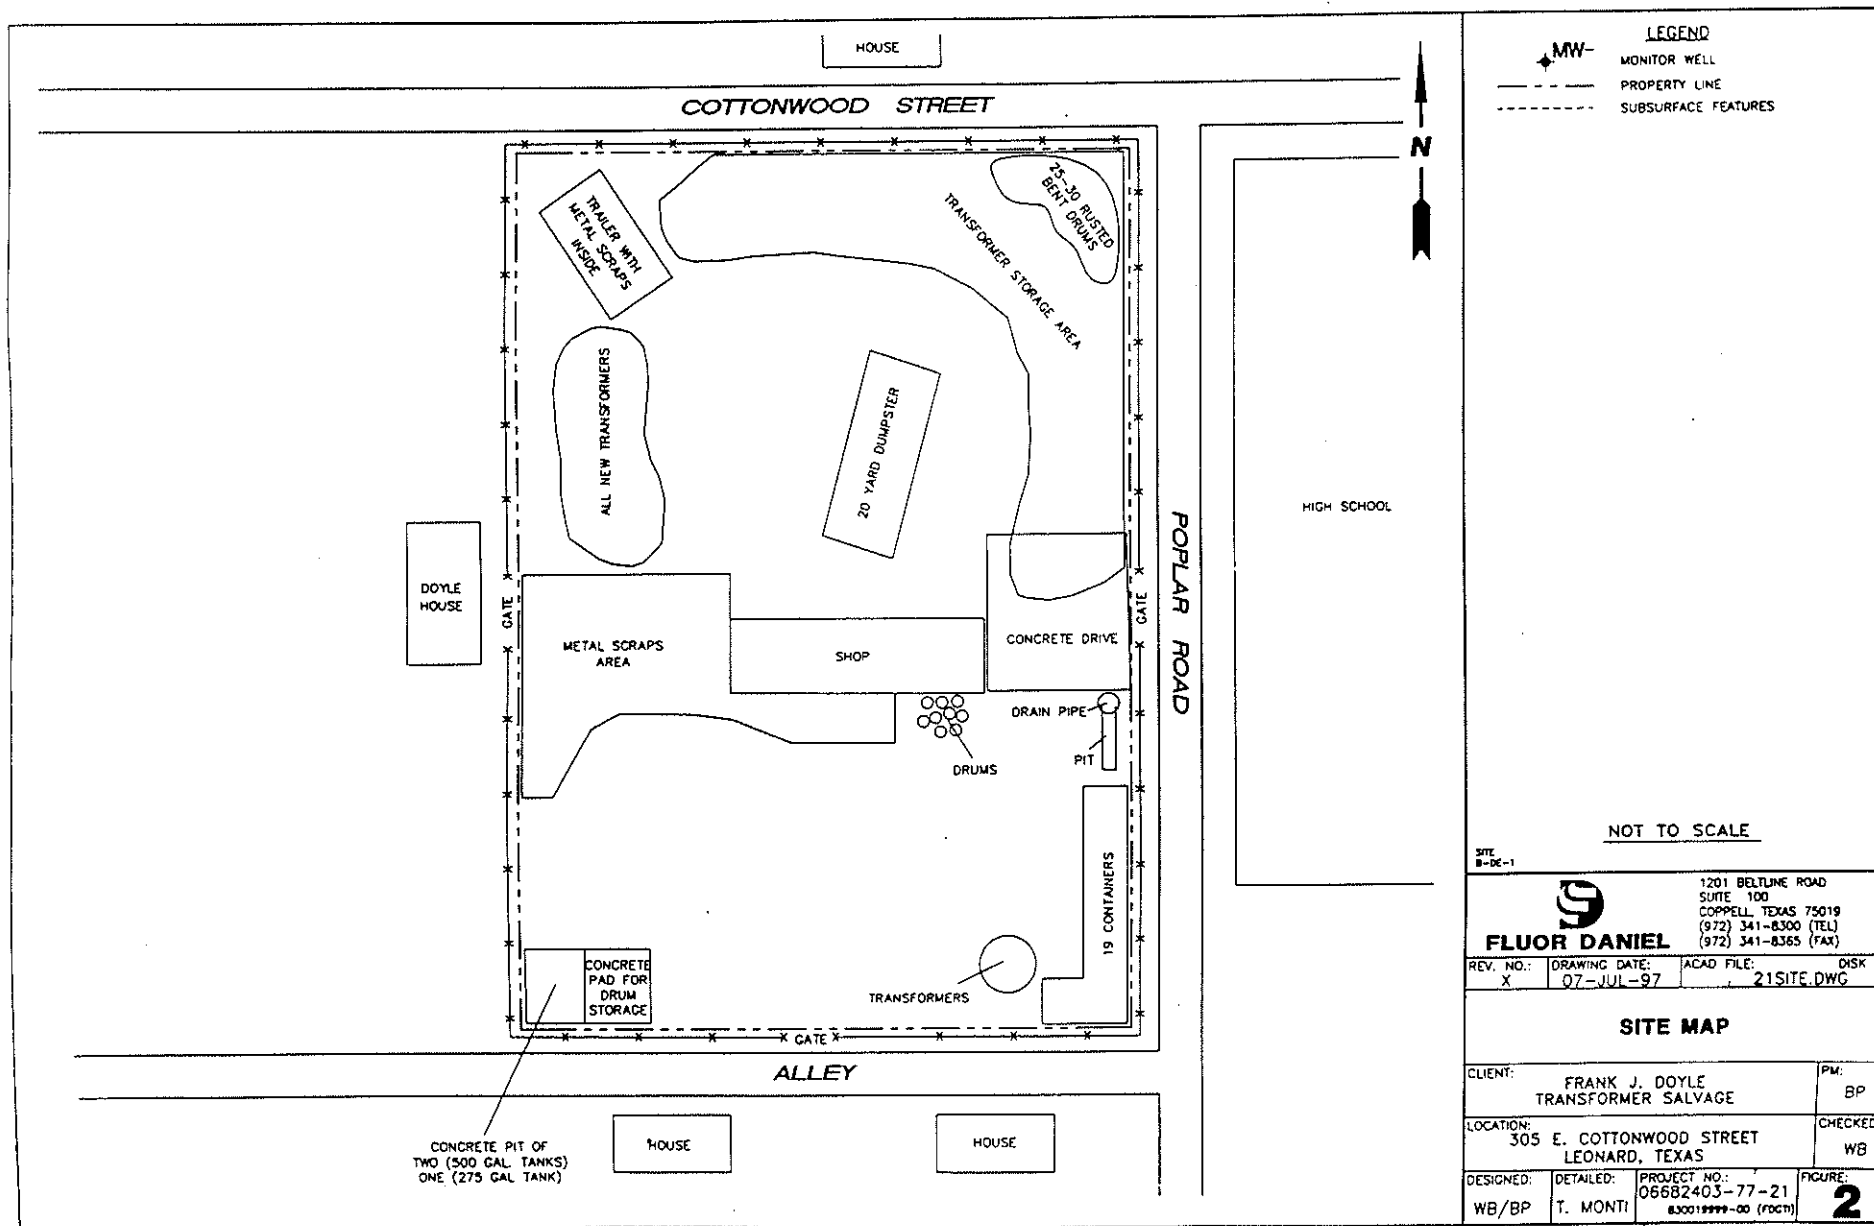 HOUSE
COTTONWOOD STREET
N
25-30 RUSTED
BENT DRUMS
TRANSFORMER STORAGE AREA
TRAILER WITH
METAL SCRAPS
INSIDE
ALL NEW TRANSFORMERS
20 YARD DUMPSTER
HIGH SCHOOL
POPLAR ROAD
DOYLE
HOUSE
GATE
GATE
METAL SCRAPS
AREA
SHOP
CONCRETE DRIVE
DRAIN PIPE
PIT
DRUMS
19 CONTAINERS
CONCRETE
PAD FOR
DRUM
STORAGE
TRANSFORMERS
GATE
ALLEY
CONCRETE PIT OF
TWO (500 GAL. TANKS)
ONE (275 GAL TANK)
HOUSE
HOUSE
LEGEND
MW-
MONITOR WELL
PROPERTY LINE
SUBSURFACE FEATURES
NOT TO SCALE
SITE
B-DE-1
FLUOR DANIEL
1201 BELTLINE ROAD
SUITE 100
COPPELL, TEXAS 75019
(972) 341-8300 (TEL)
(972) 341-8365 (FAX)
REV. NO.: X
DRAWING DATE: 07-JUL-97
ACAD FILE: 21SITE.DWG
DISK
SITE MAP
CLIENT: FRANK J. DOYLE
TRANSFORMER SALVAGE
PM: BP
LOCATION: 305 E. COTTONWOOD STREET
LEONARD, TEXAS
CHECKED WB
DESIGNED: WB/BP
DETAILED: T. MONTI
PROJECT NO.: 06682403-77-21
830019999-00 (FDGTI)
FIGURE: 2